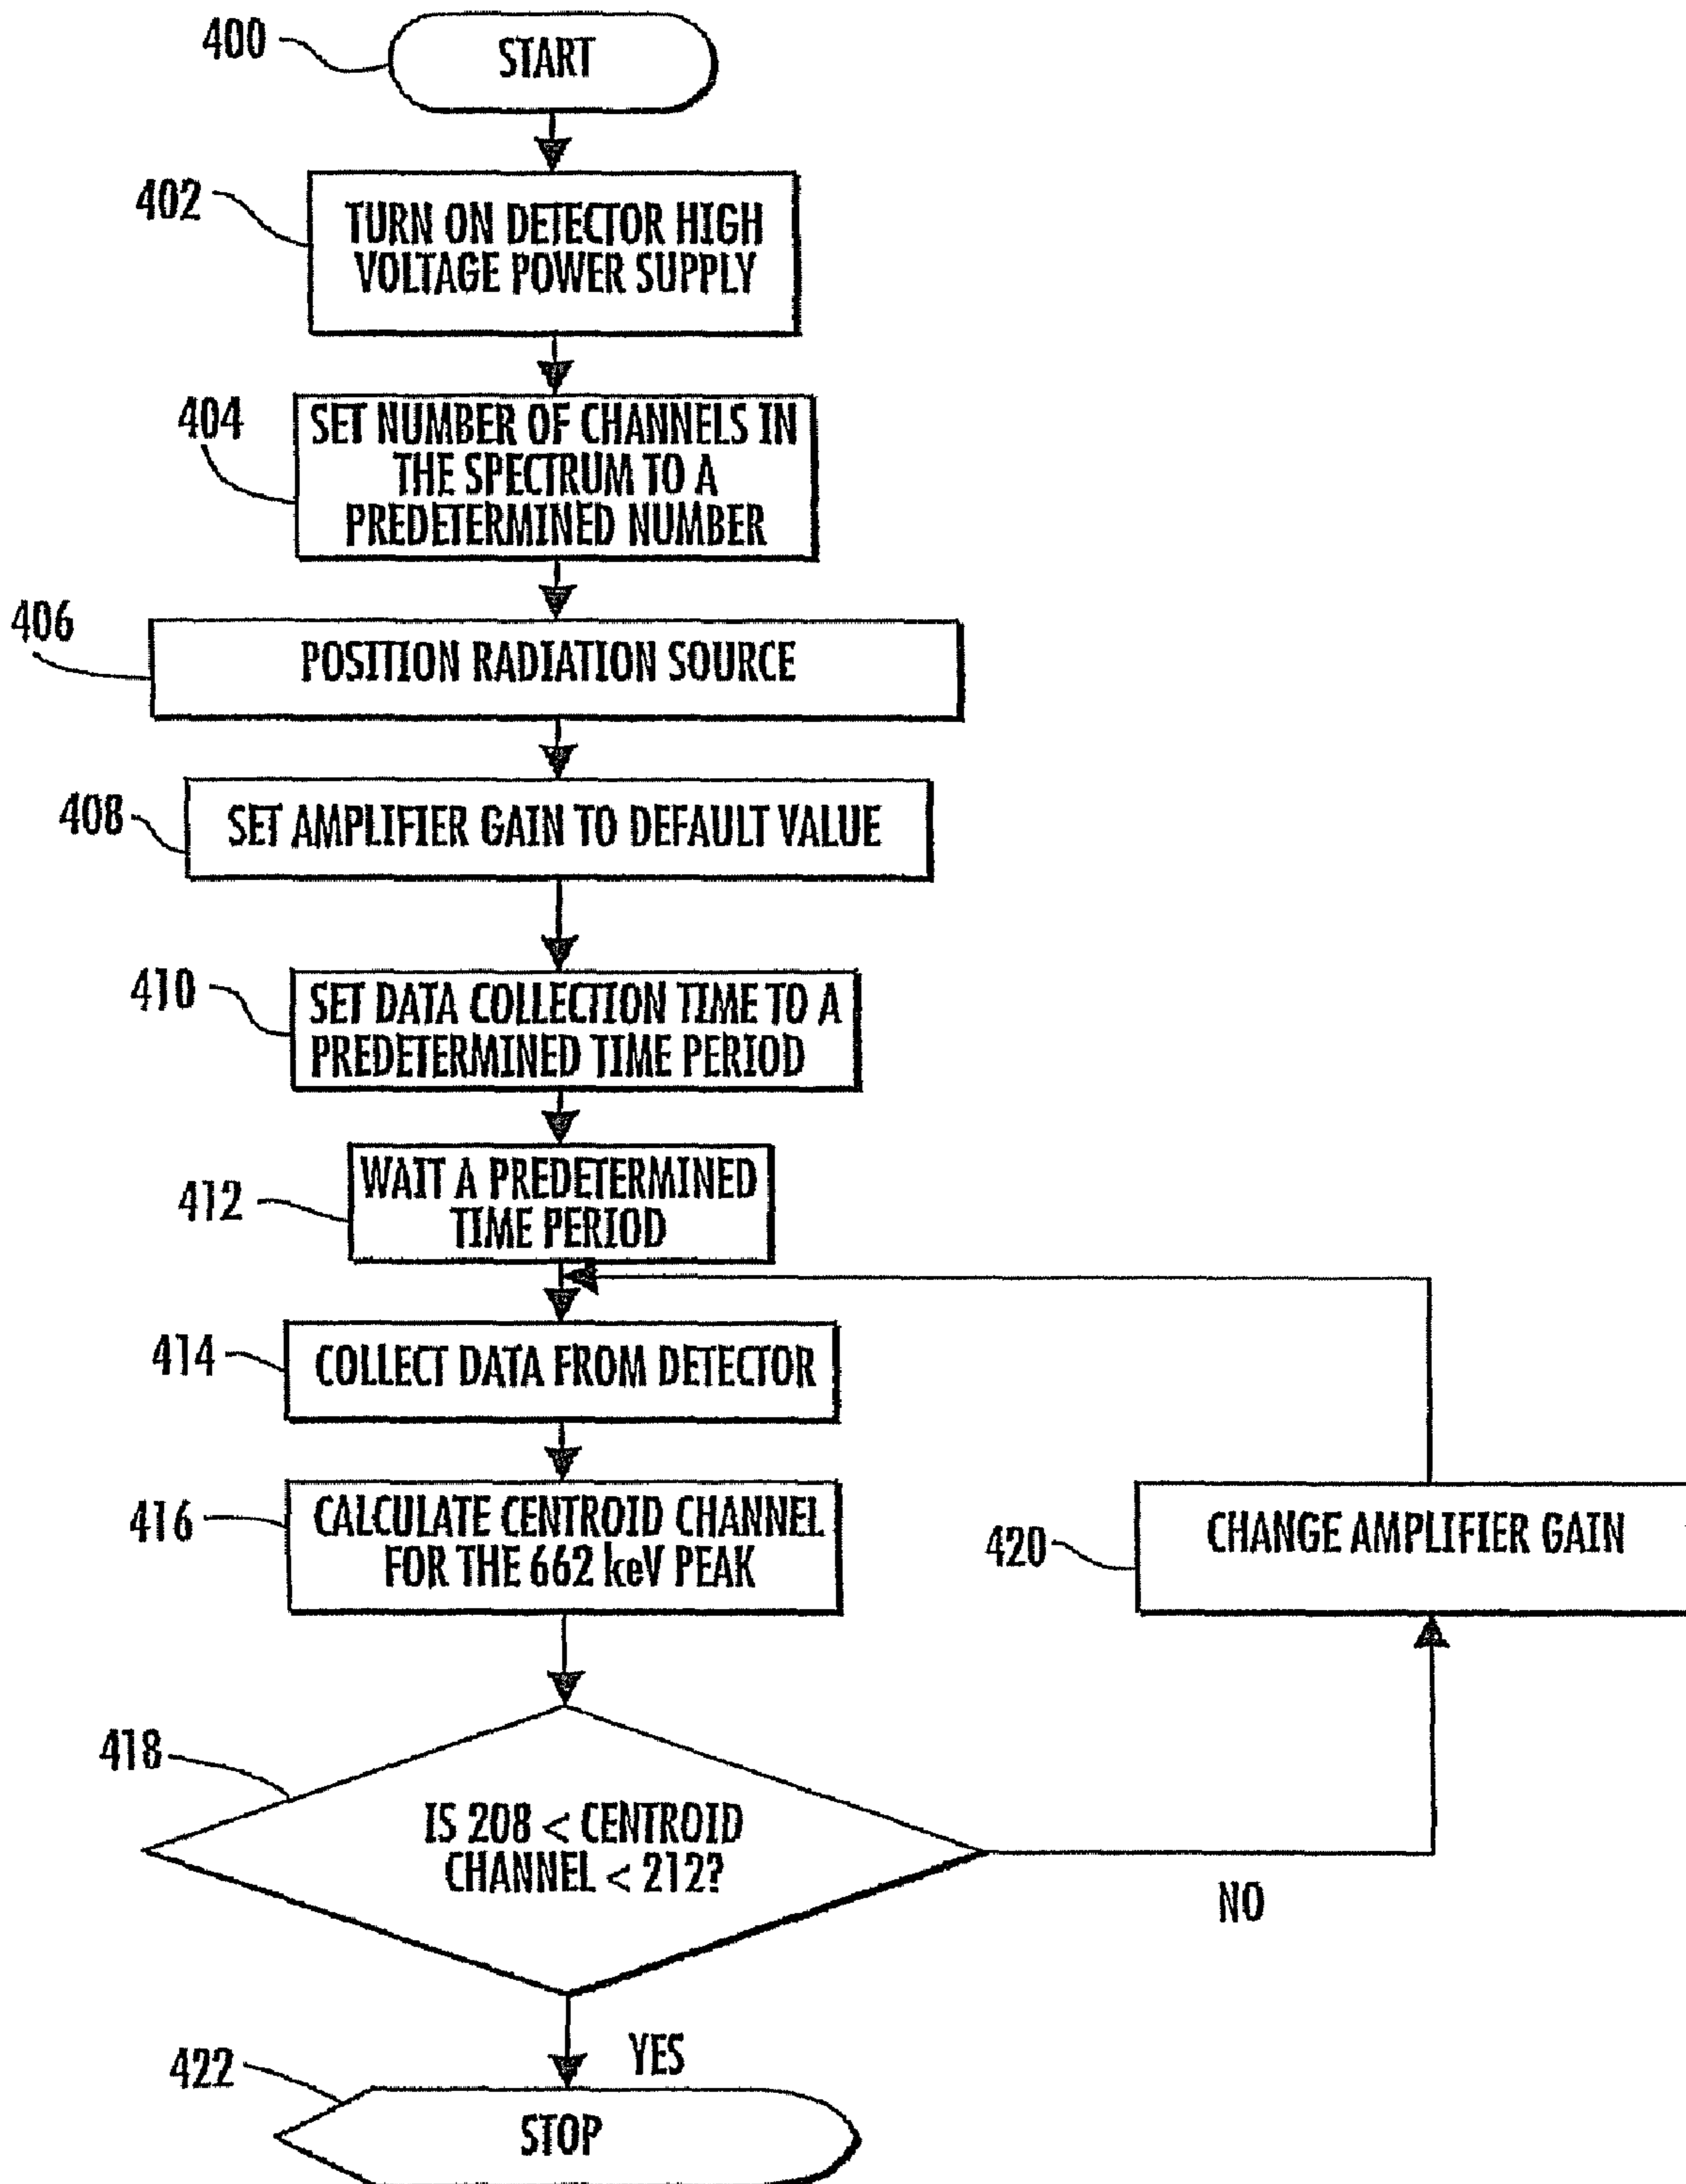 400
START
402
TURN ON DETECTOR HIGH
VOLTAGE POWER SUPPLY
404
SET NUMBER OF CHANNELS IN
THE SPECTRUM TO A
PREDETERMINED NUMBER
406
POSITION RADIATION SOURCE
408
SET AMPLIFIER GAIN TO DEFAULT VALUE
410
SET DATA COLLECTION TIME TO A
PREDETERMINED TIME PERIOD
412
WAIT A PREDETERMINED
TIME PERIOD
414
COLLECT DATA FROM DETECTOR
416
CALCULATE CENTROID CHANNEL
FOR THE 662 keV PEAK
420
CHANGE AMPLIFIER GAIN
418
IS 208 < CENTROID
CHANNEL < 212?
NO
YES
422
STOP